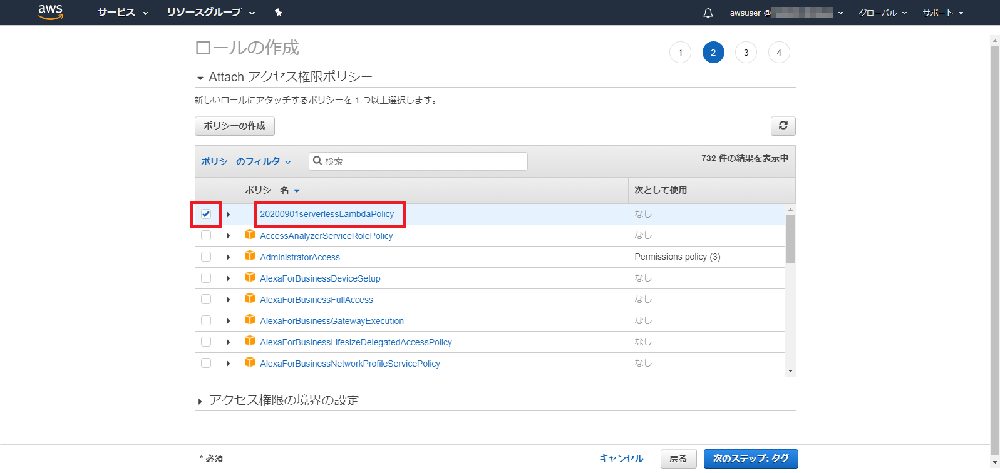 aws サービス リソースグループ awsuser @ グローバル サポート
ロールの作成
1 2 3 4
Attach アクセス権限ポリシー
新しいロールにアタッチするポリシーを 1 つ以上選択します。
ポリシーの作成
ポリシーのフィルタ 検索 732 件の結果を表示中
ポリシー名 次として使用
20200901serverlessLambdaPolicy なし
AccessAnalyzerServiceRolePolicy なし
AdministratorAccess Permissions policy (3)
AlexaForBusinessDeviceSetup なし
AlexaForBusinessFullAccess なし
AlexaForBusinessGatewayExecution なし
AlexaForBusinessLifesizeDelegatedAccessPolicy なし
AlexaForBusinessNetworkProfileServicePolicy なし
アクセス権限の境界の設定
* 必須 キャンセル 戻る 次のステップ: タグ